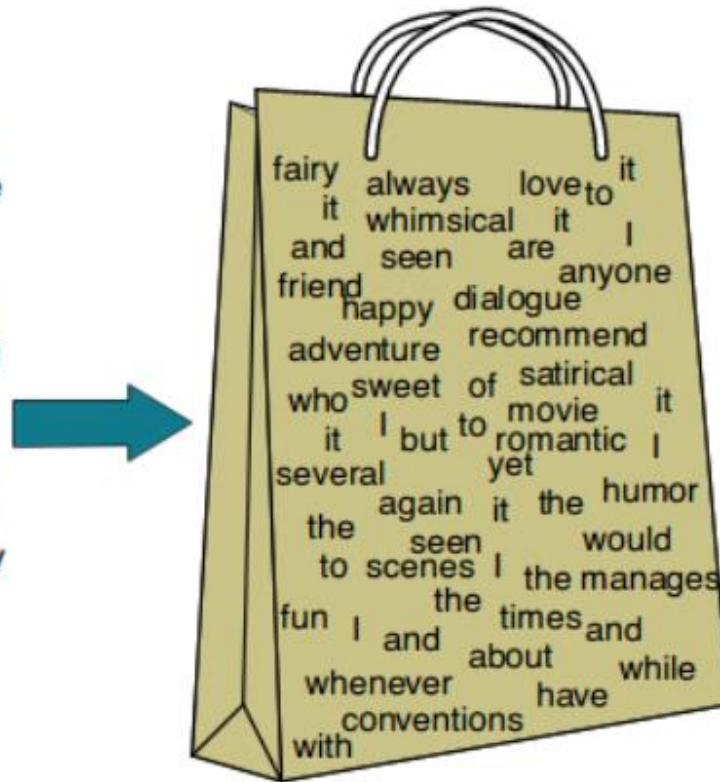 fairy always love to it
it whimsical it I
and seen are anyone
friend happy dialogue
adventure recommend
who sweet of satirical
it I but to movie it
romantic I
several yet
again it the humor
the seen would
to scenes I the manages
fun I and the times and
about while
whenever have
conventions
with